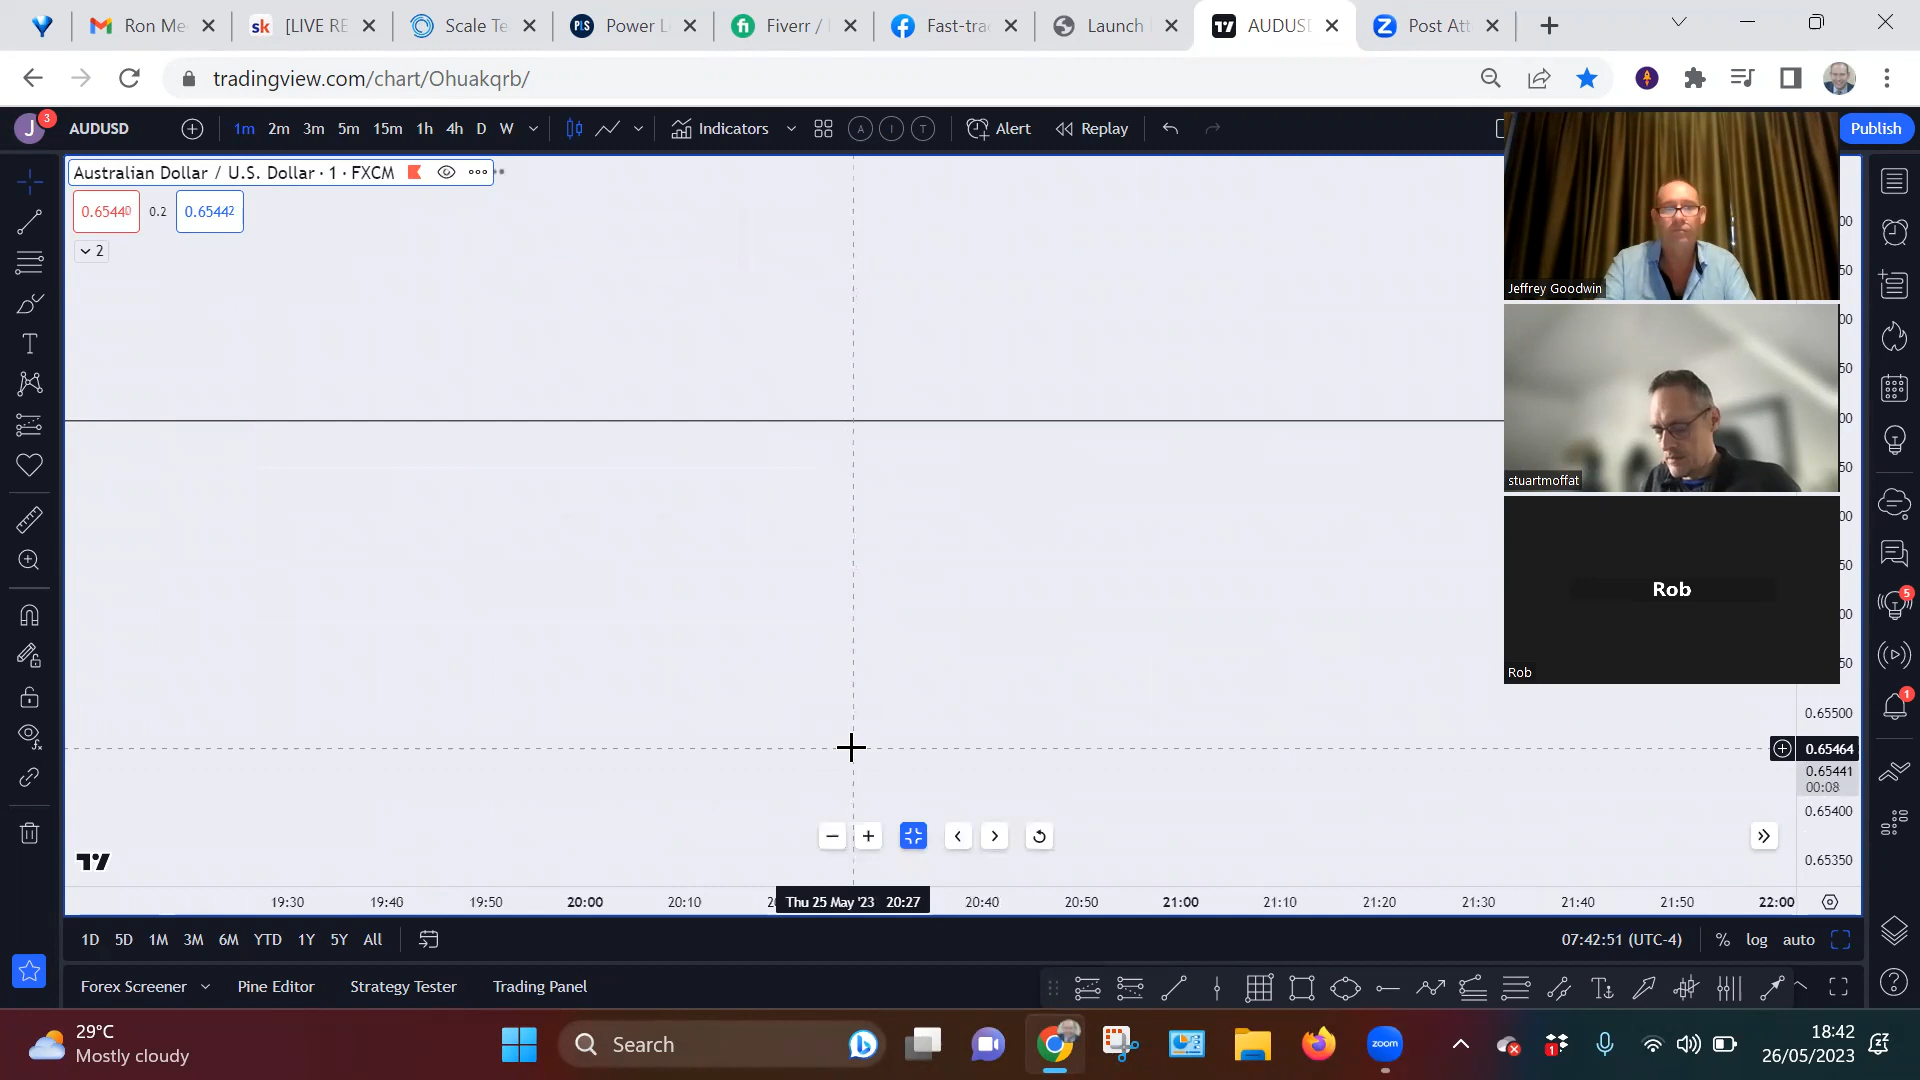 Ron Me
[LIVE RE
Scale Te
Power L
Fiverr /
Fast-tra
Launch
AUDUSD
Post Att
tradingview.com/chart/Ohuakqrb/
J
3
AUDUSD
1m 2m 3m 5m 15m 1h 4h D W
Indicators
A I T
Alert
Replay
Publish
Australian Dollar / U.S. Dollar · 1 · FXCM
0.65440
0.2
0.65442
2
Jeffrey Goodwin
stuartmoffat
Rob
Rob
0.65500
0.65464
0.65441
00:08
0.65400
0.65350
19:30 19:40 19:50 20:00 20:10 Thu 25 May '23 20:27 20:40 20:50 21:00 21:10 21:20 21:30 21:40 21:50 22:00
1D 5D 1M 3M 6M YTD 1Y 5Y All
07:42:51 (UTC-4)
% log auto
Forex Screener
Pine Editor
Strategy Tester
Trading Panel
5
1
29°C
Mostly cloudy
Search
zoom
1
18:42
26/05/2023